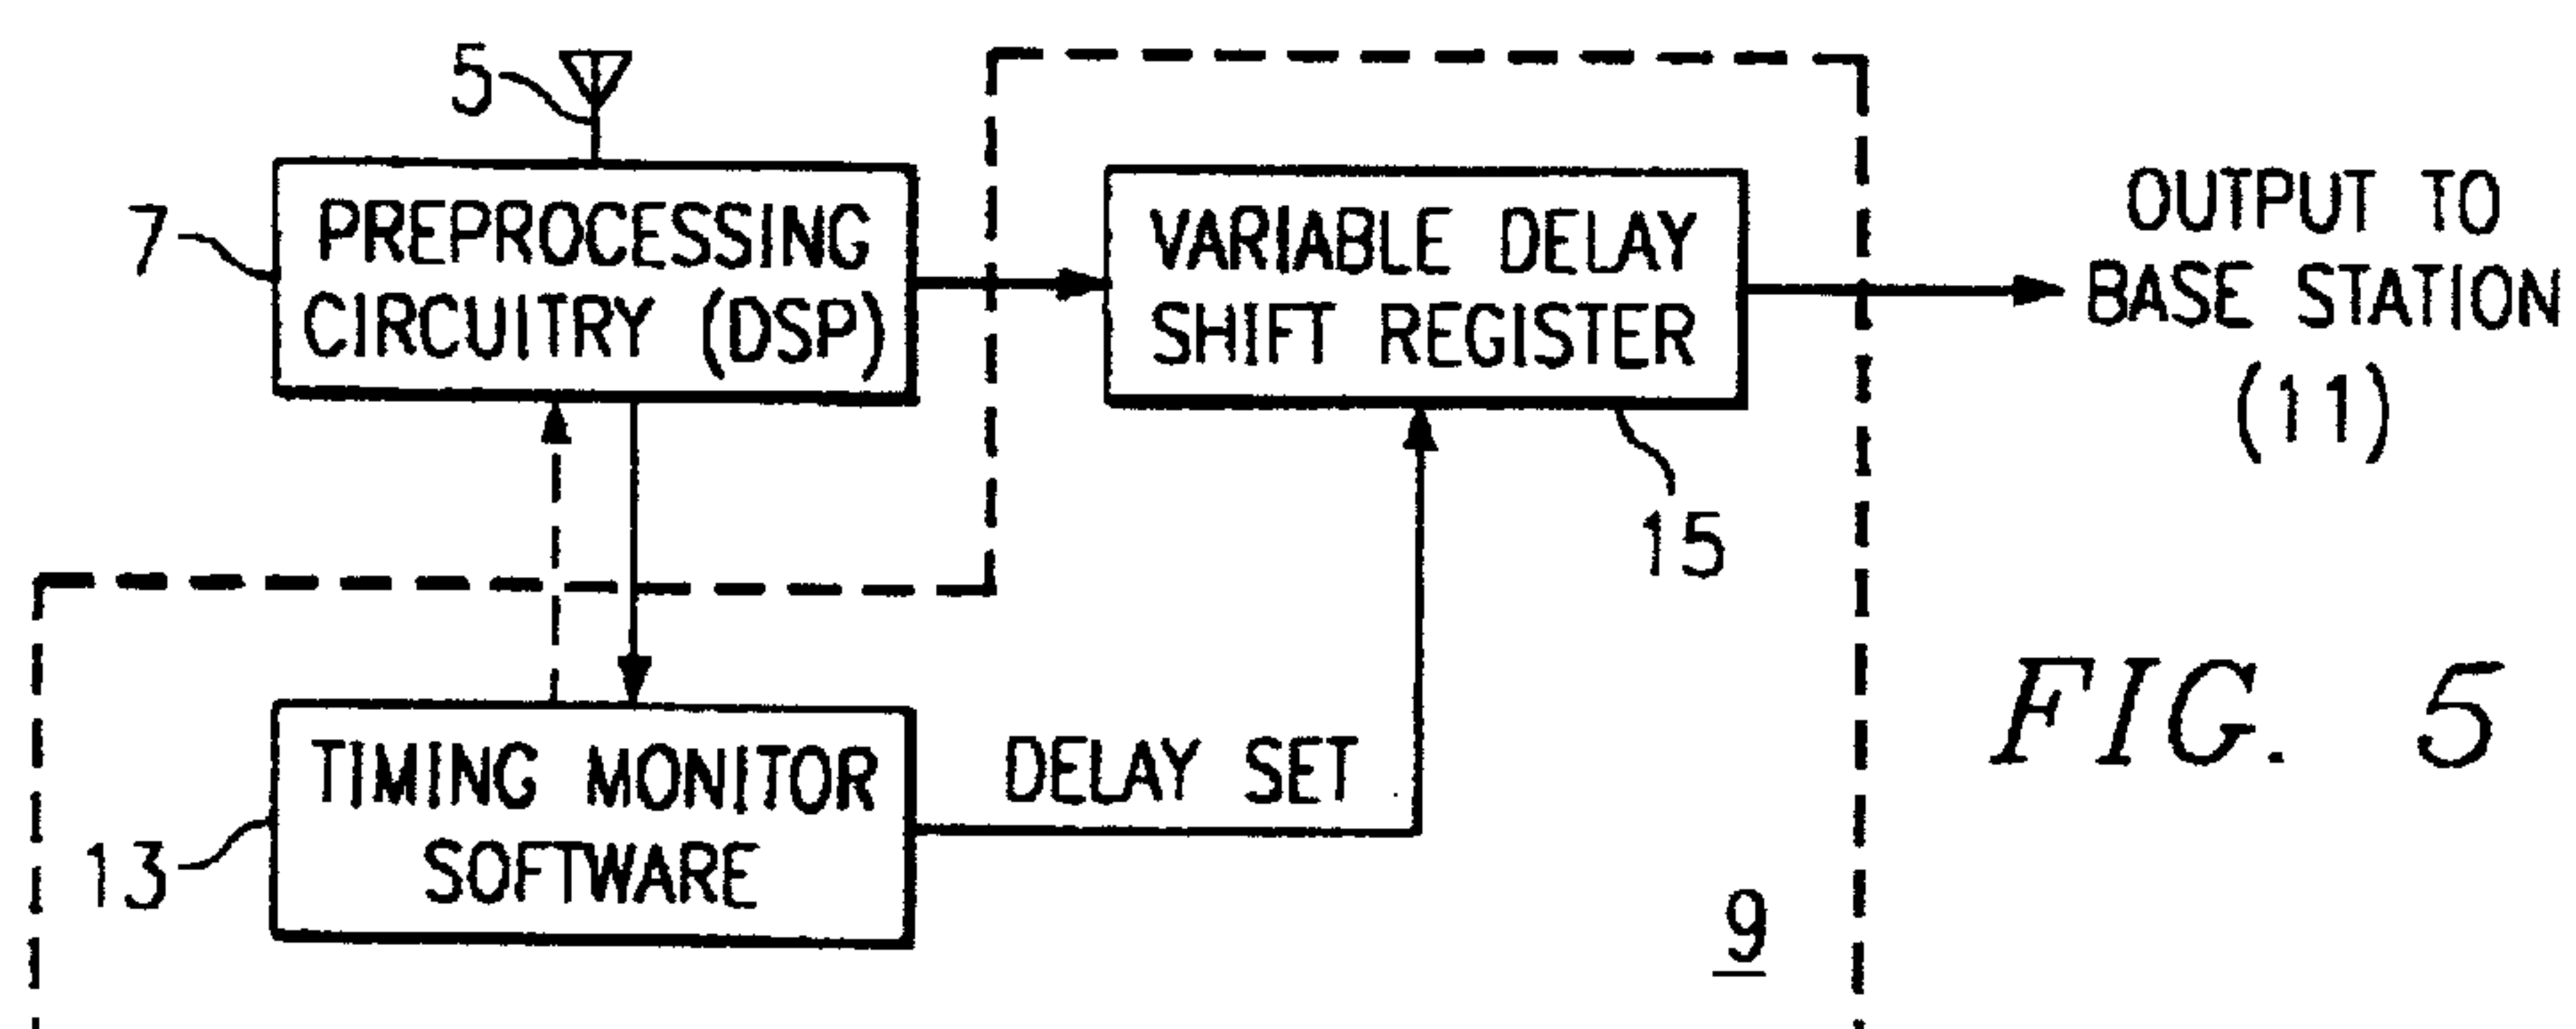 5
7
PREPROCESSING
CIRCUITRY (DSP)
VARIABLE DELAY
SHIFT REGISTER
OUTPUT TO
BASE STATION
(11)
15
13
TIMING MONITOR
SOFTWARE
DELAY SET
9
FIG. 5